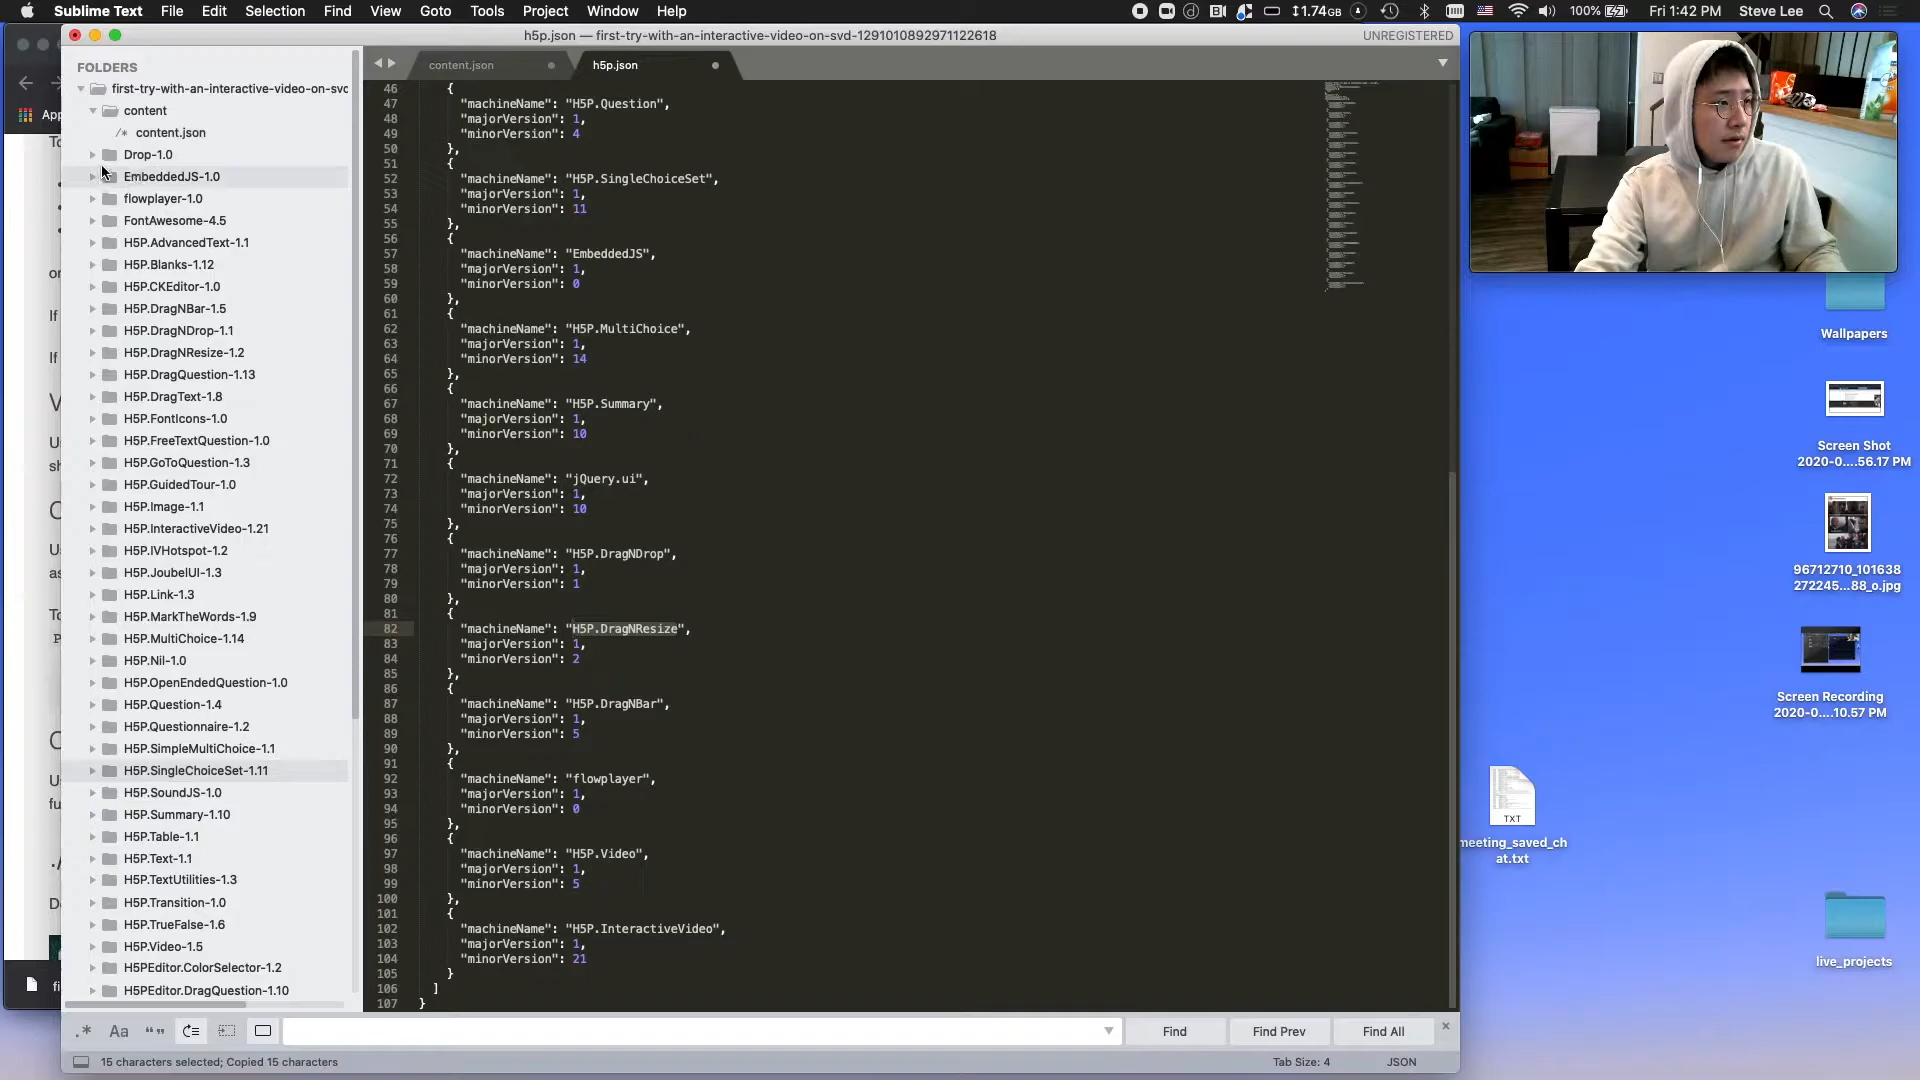 Sublime Text File Edit Selection Find View Goto Tools Project Window Help 1.74GB 100% Fri 1:42 PM Steve Lee
h5p.json — first-try-with-an-interactive-video-on-svd-1291010892971122618 UNREGISTERED
content.json h5p.json
FOLDERS
first-try-with-an-interactive-video-on-svd
content
/* content.json
Drop-1.0
EmbeddedJS-1.0
flowplayer-1.0
FontAwesome-4.5
H5P.AdvancedText-1.1
H5P.Blanks-1.12
H5P.CKEditor-1.0
H5P.DragNBar-1.5
H5P.DragNDrop-1.1
H5P.DragNResize-1.2
H5P.DragQuestion-1.13
H5P.DragText-1.8
H5P.FontIcons-1.0
H5P.FreeTextQuestion-1.0
H5P.GoToQuestion-1.3
H5P.GuidedTour-1.0
H5P.Image-1.1
H5P.InteractiveVideo-1.21
H5P.IVHotspot-1.2
H5P.JoubelUI-1.3
H5P.Link-1.3
H5P.MarkTheWords-1.9
H5P.MultiChoice-1.14
H5P.Nil-1.0
H5P.OpenEndedQuestion-1.0
H5P.Question-1.4
H5P.Questionnaire-1.2
H5P.SimpleMultiChoice-1.1
H5P.SingleChoiceSet-1.11
H5P.SoundJS-1.0
H5P.Summary-1.10
H5P.Table-1.1
H5P.Text-1.1
H5P.TextUtilities-1.3
H5P.Transition-1.0
H5P.TrueFalse-1.6
H5P.Video-1.5
H5PEditor.ColorSelector-1.2
H5PEditor.DragQuestion-1.10
46 {
47 "machineName": "H5P.Question",
48 "majorVersion": 1,
49 "minorVersion": 4
50 },
51 {
52 "machineName": "H5P.SingleChoiceSet",
53 "majorVersion": 1,
54 "minorVersion": 11
55 },
56 {
57 "machineName": "EmbeddedJS",
58 "majorVersion": 1,
59 "minorVersion": 0
60 },
61 {
62 "machineName": "H5P.MultiChoice",
63 "majorVersion": 1,
64 "minorVersion": 14
65 },
66 {
67 "machineName": "H5P.Summary",
68 "majorVersion": 1,
69 "minorVersion": 10
70 },
71 {
72 "machineName": "jQuery.ui",
73 "majorVersion": 1,
74 "minorVersion": 10
75 },
76 {
77 "machineName": "H5P.DragNDrop",
78 "majorVersion": 1,
79 "minorVersion": 1
80 },
81 {
82 "machineName": "H5P.DragNResize",
83 "majorVersion": 1,
84 "minorVersion": 2
85 },
86 {
87 "machineName": "H5P.DragNBar",
88 "majorVersion": 1,
89 "minorVersion": 5
90 },
91 {
92 "machineName": "flowplayer",
93 "majorVersion": 1,
94 "minorVersion": 0
95 },
96 {
97 "machineName": "H5P.Video",
98 "majorVersion": 1,
99 "minorVersion": 5
100 },
101 {
102 "machineName": "H5P.InteractiveVideo",
103 "majorVersion": 1,
104 "minorVersion": 21
105 }
106 ]
107 }
.* Aa Find Find Prev Find All
15 characters selected; Copied 15 characters Tab Size: 4 JSON
Wallpapers
Screen Shot
2020-0....56.17 PM
96712710_101638
272245...88_o.jpg
Screen Recording
2020-0....10.57 PM
TXT
meeting_saved_ch
at.txt
live_projects